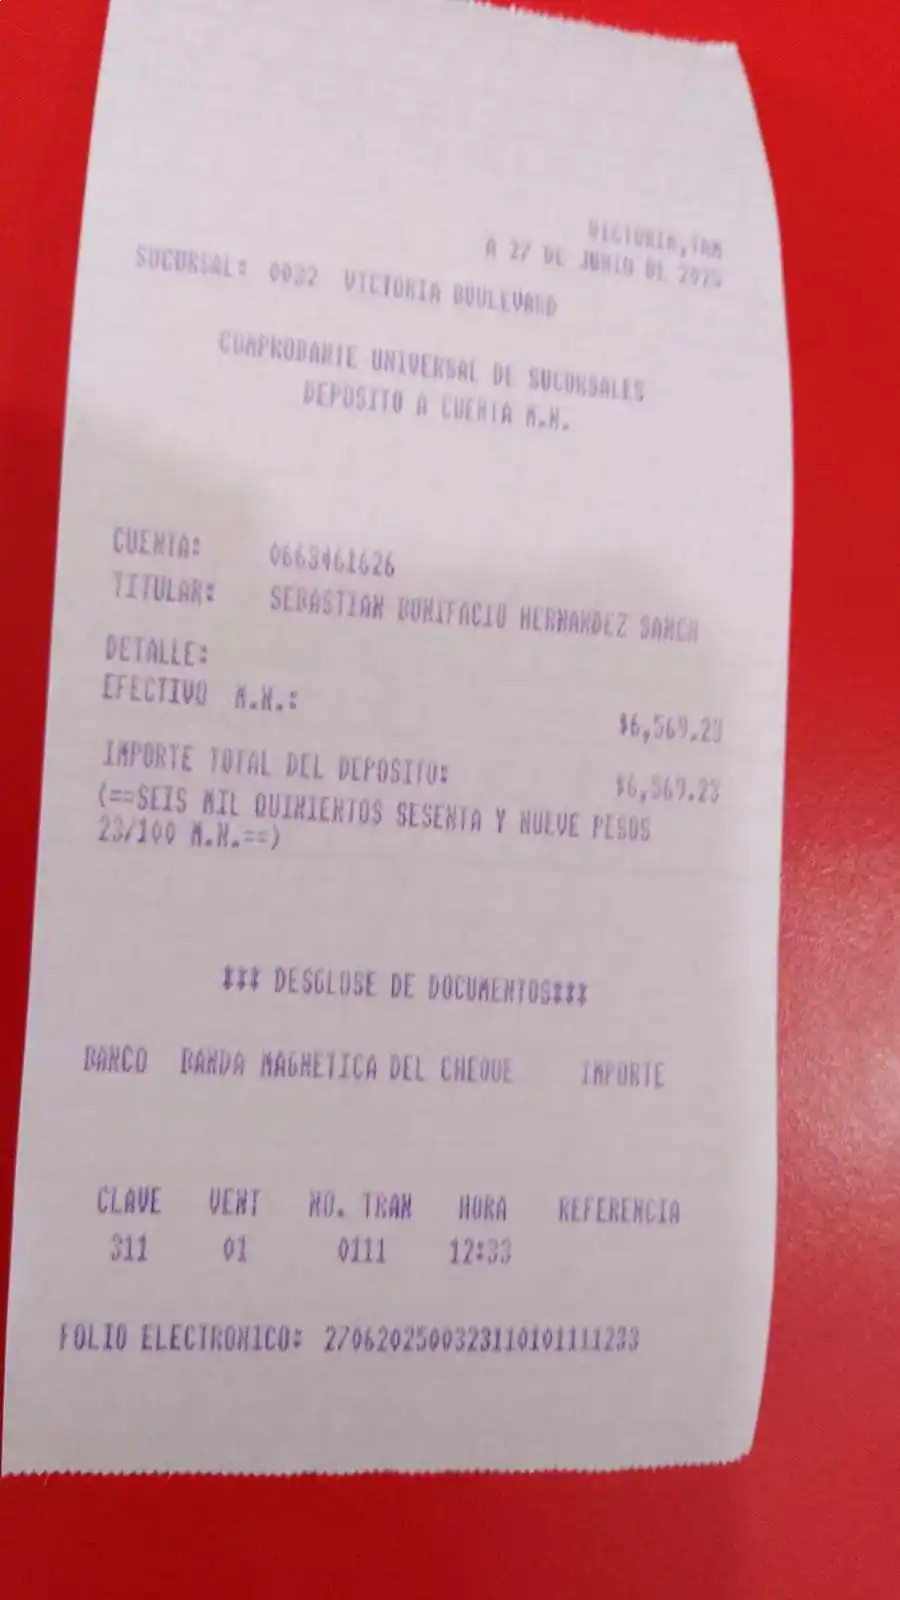 VICTORIA,TAM
A 27 DE JUNIO DE 2025
SUCURSAL: 0032 VICTORIA BOULEVARD
COMPROBANTE UNIVERSAL DE SUCURSALES
DEPOSITO A CUENTA M.N.
CUENTA: 0663461626
TITULAR: SEBASTIAN BONIFACIO HERNANDEZ SANCH
DETALLE:
EFECTIVO M.N.: $6,569.23
IMPORTE TOTAL DEL DEPOSITO: $6,569.23
(==SEIS MIL QUINIENTOS SESENTA Y NUEVE PESOS
23/100 M.N.==)
*** DESGLOSE DE DOCUMENTOS***
BANCO BANDA MAGNETICA DEL CHEQUE IMPORTE
CLAVE VENT NO. TRAN HORA REFERENCIA
311 01 0111 12:33
FOLIO ELECTRONICO: 2706202500323110101111233